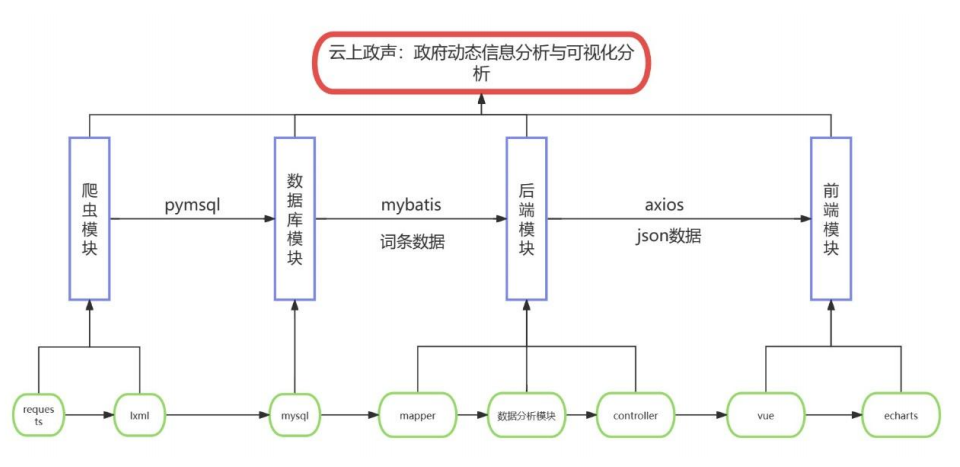 云上政声：政府动态信息分析与可视化分
析
爬
虫
模
块
pymsql
数
据
库
模
块
mybatis
词条数据
后
端
模
块
axios
json数据
前
端
模
块
reques
ts
lxml
mysql
mapper
数据分析模块
controller
vue
echarts